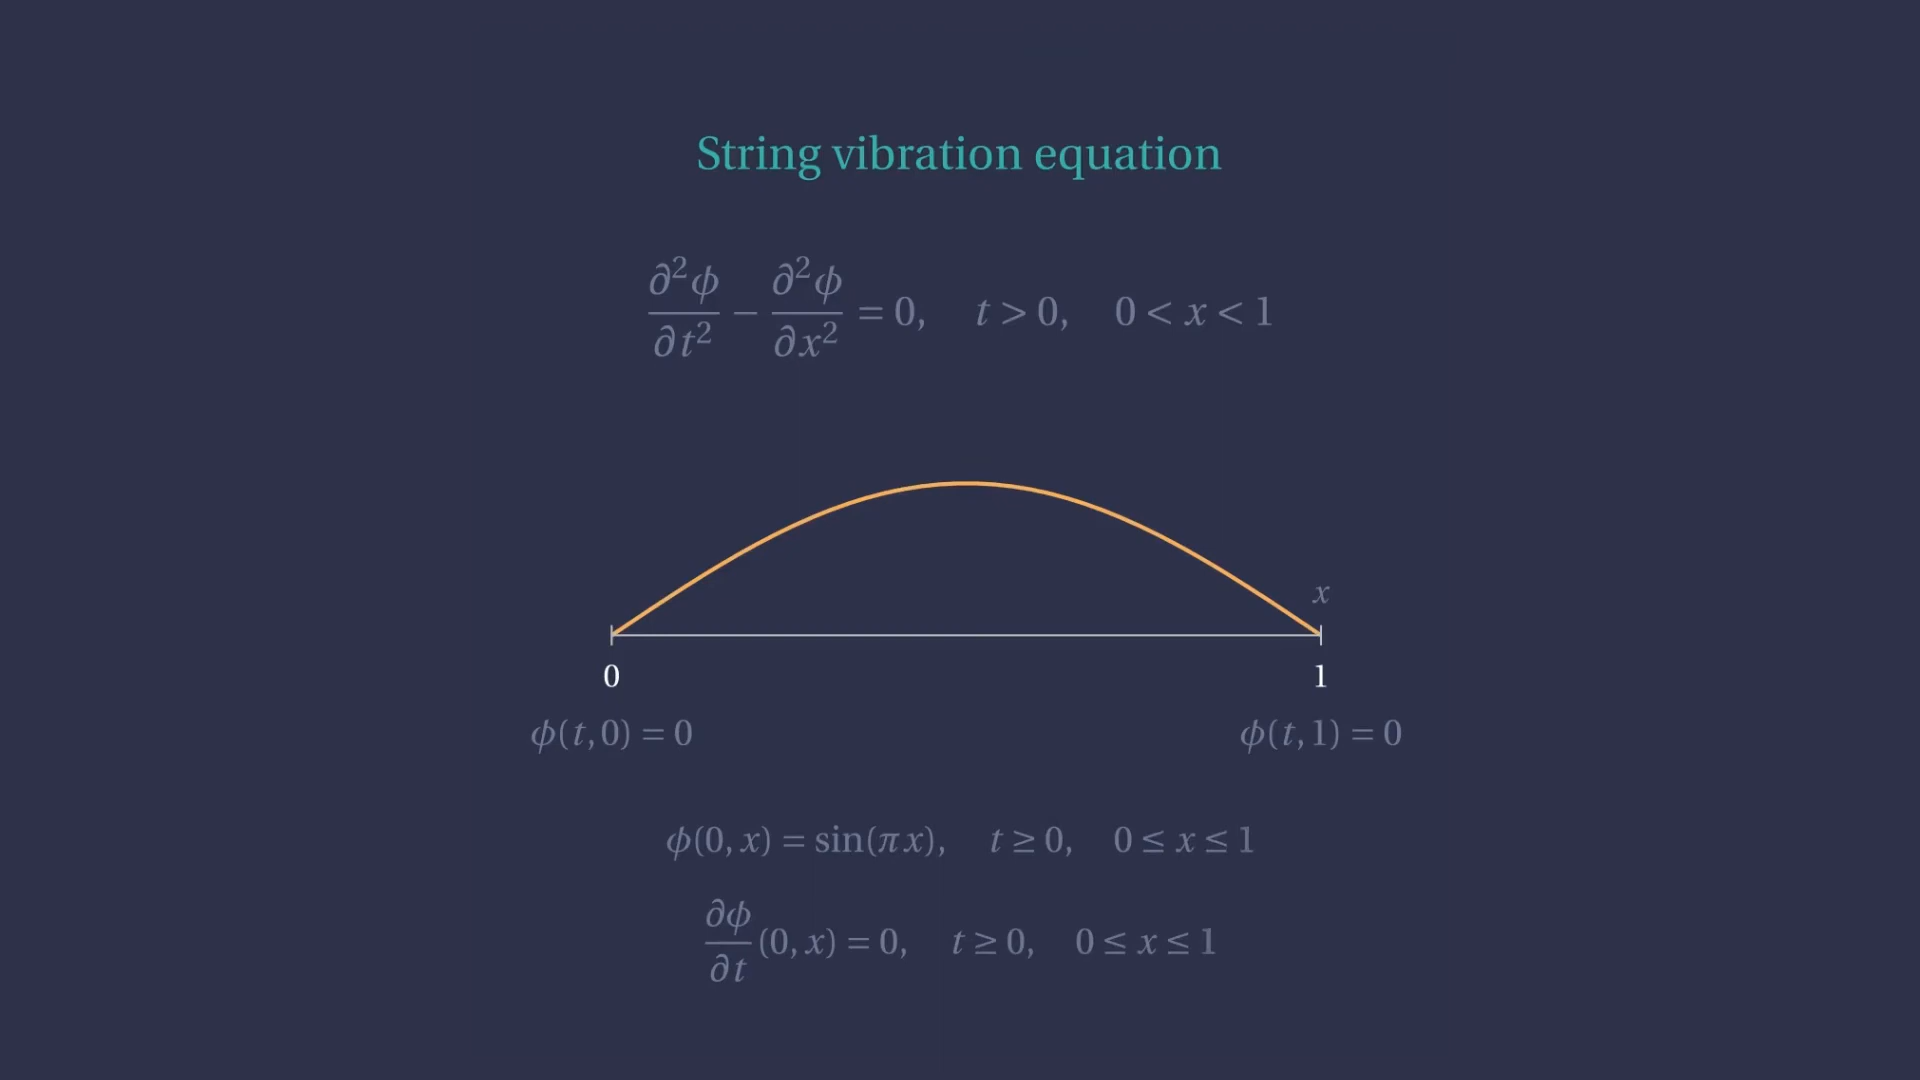 String vibration equation
∂²ϕ/∂t² − ∂²ϕ/∂x² = 0,  t > 0,  0 < x < 1
x
0  1
ϕ(t,0) = 0  ϕ(t,1) = 0
ϕ(0,x) = sin(πx),  t ≥ 0,  0 ≤ x ≤ 1
∂ϕ/∂t (0,x) = 0,  t ≥ 0,  0 ≤ x ≤ 1